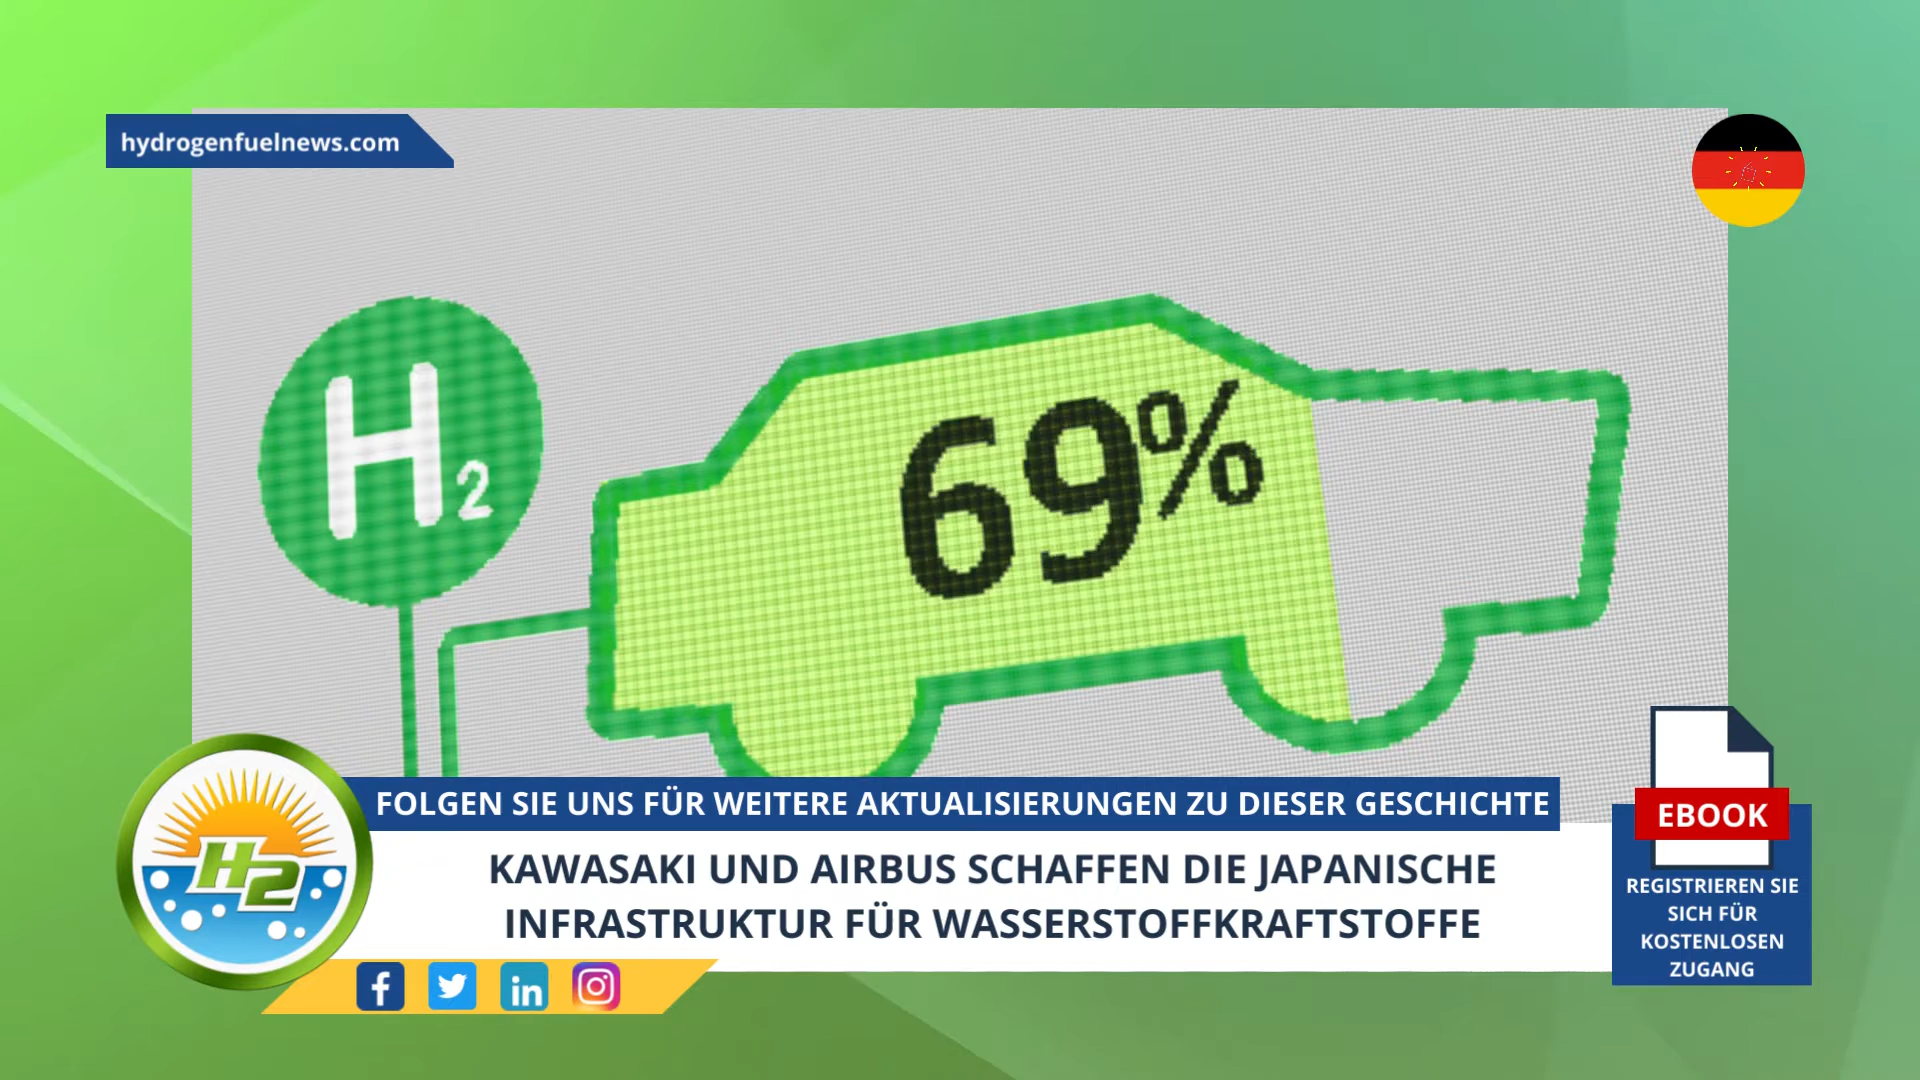 hydrogenfuelnews.com
H2
69%
FOLGEN SIE UNS FÜR WEITERE AKTUALISIERUNGEN ZU DIESER GESCHICHTE
KAWASAKI UND AIRBUS SCHAFFEN DIE JAPANISCHE
INFRASTRUKTUR FÜR WASSERSTOFFKRAFTSTOFFE
H2
f
in
EBOOK
REGISTRIEREN SIE
SICH FÜR
KOSTENLOSEN
ZUGANG